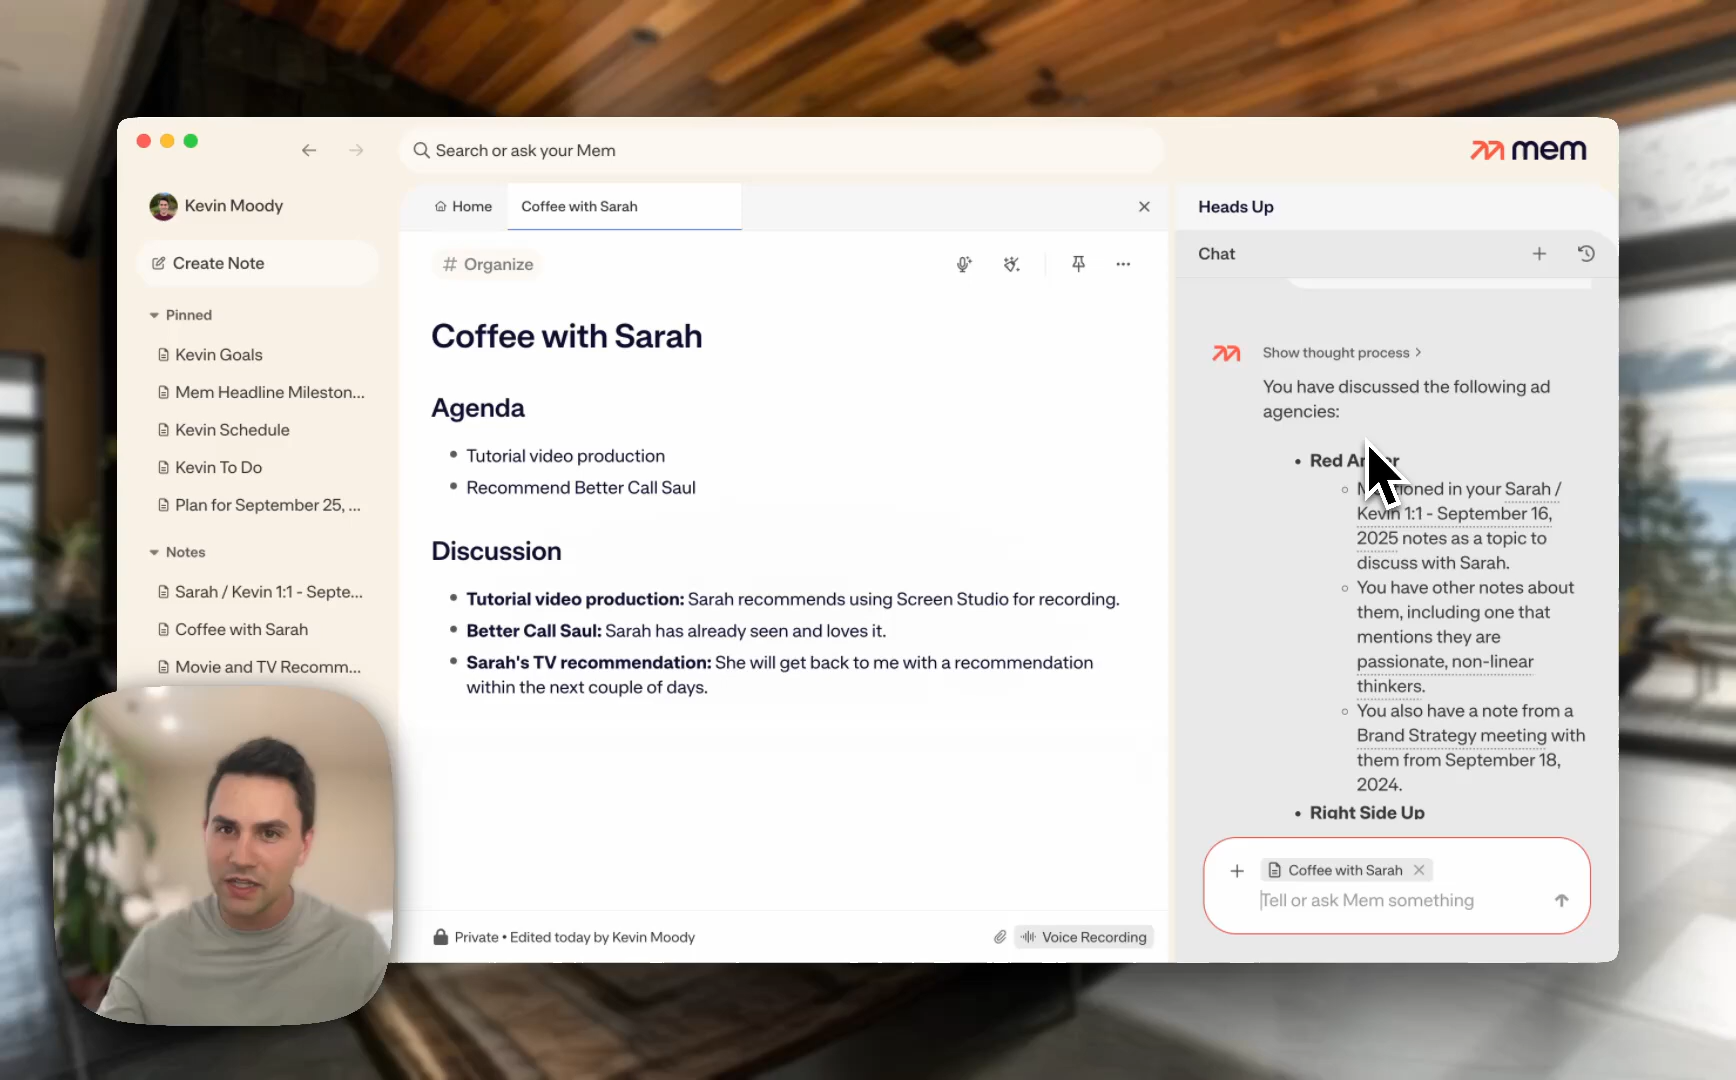 Search or ask your Mem
mem
Kevin Moody
Home
Coffee with Sarah
Heads Up
Create Note
# Organize
Chat
Pinned
Kevin Goals
Mem Headline Mileston...
Kevin Schedule
Kevin To Do
Plan for September 25, ...
Notes
Sarah / Kevin 1:1 - Septe...
Coffee with Sarah
Movie and TV Recomm...
Coffee with Sarah
Agenda
Tutorial video production
Recommend Better Call Saul
Discussion
Tutorial video production: Sarah recommends using Screen Studio for recording.
Better Call Saul: Sarah has already seen and loves it.
Sarah's TV recommendation: She will get back to me with a recommendation
within the next couple of days.
Private • Edited today by Kevin Moody
Voice Recording
Show thought process >
You have discussed the following ad
agencies:
Red
in your Sarah /
Kevin 1:1 - September 16,
2025 notes as a topic to
discuss with Sarah.
You have other notes about
them, including one that
mentions they are
passionate, non-linear
thinkers.
You also have a note from a
Brand Strategy meeting with
them from September 18,
2024.
Right Side Up
Coffee with Sarah
Tell or ask Mem something